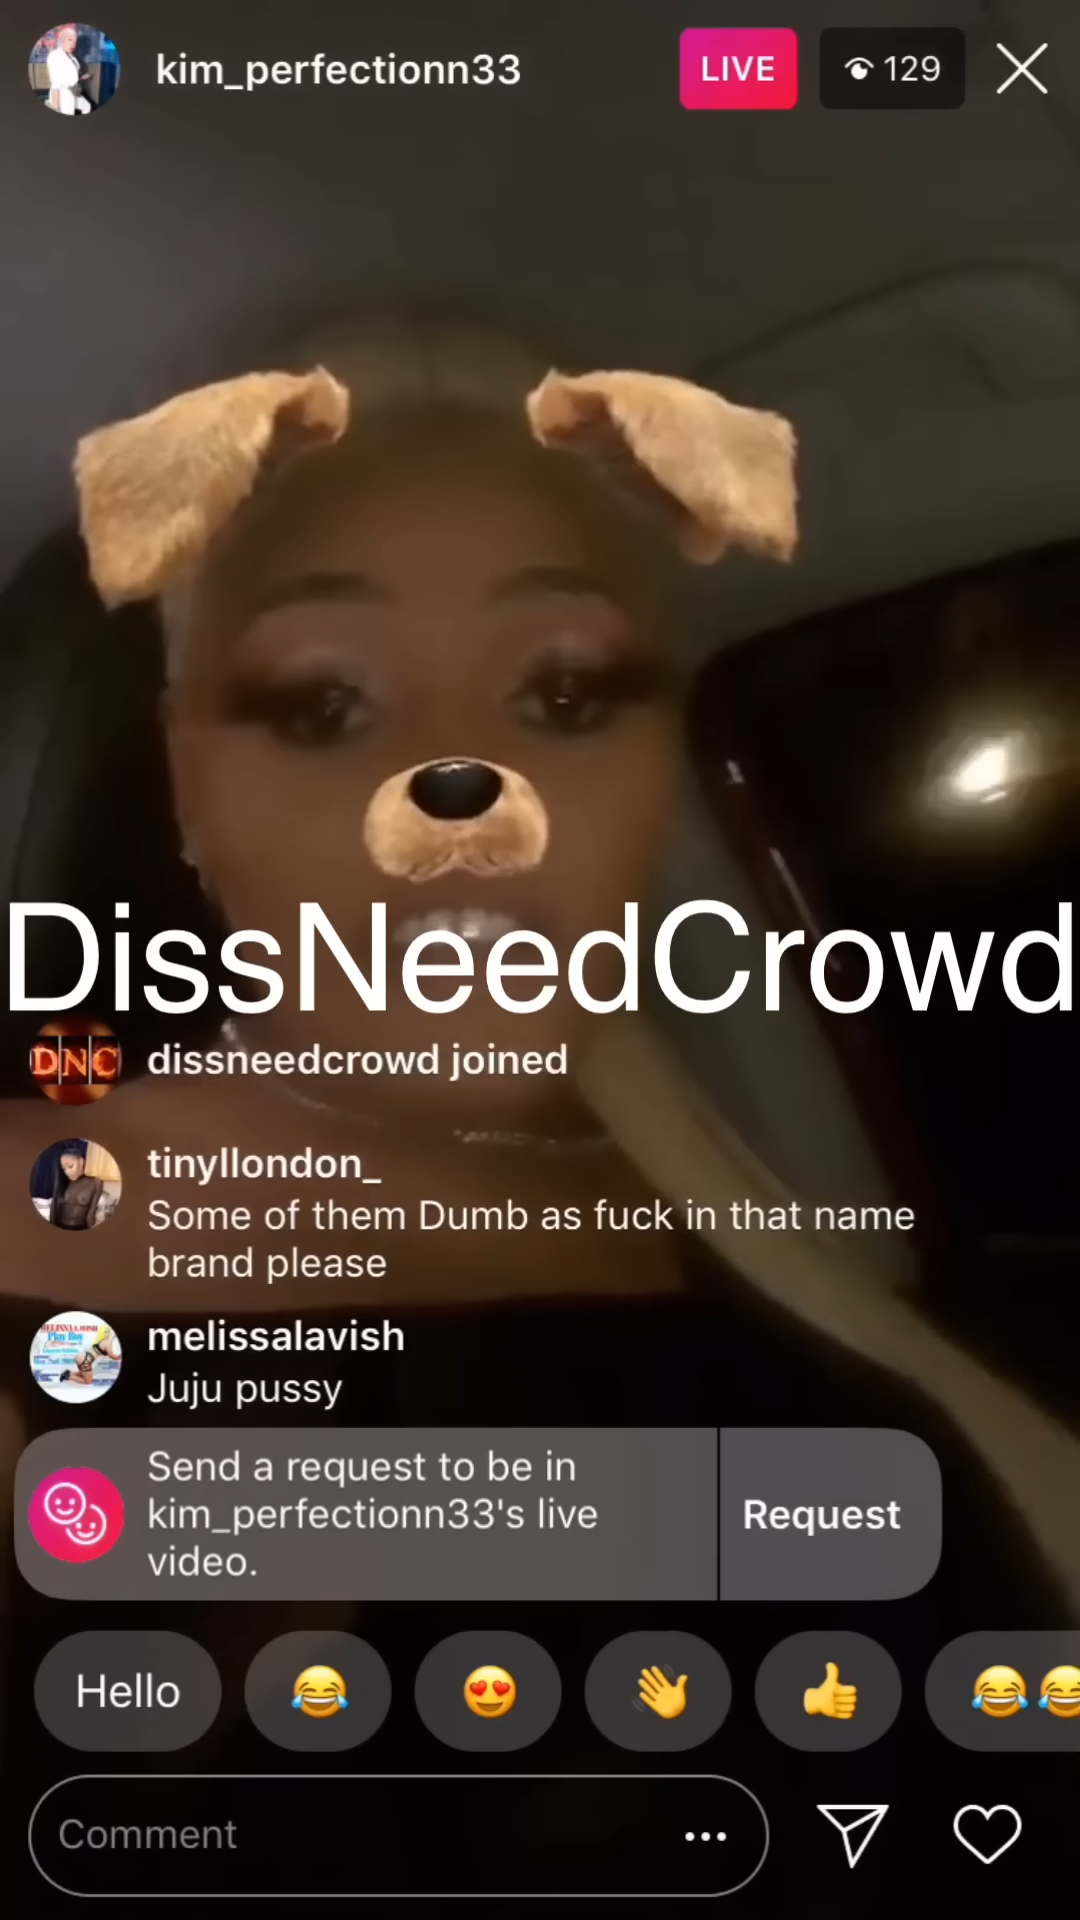 kim_perfectionn33
LIVE
129
DissNeedCrowd
DNC
dissneedcrowd joined
tinyllondon_
Some of them Dumb as fuck in that name
brand please
melissalavish
Juju pussy
Send a request to be in
kim_perfectionn33's live
video.
Request
Hello
Comment